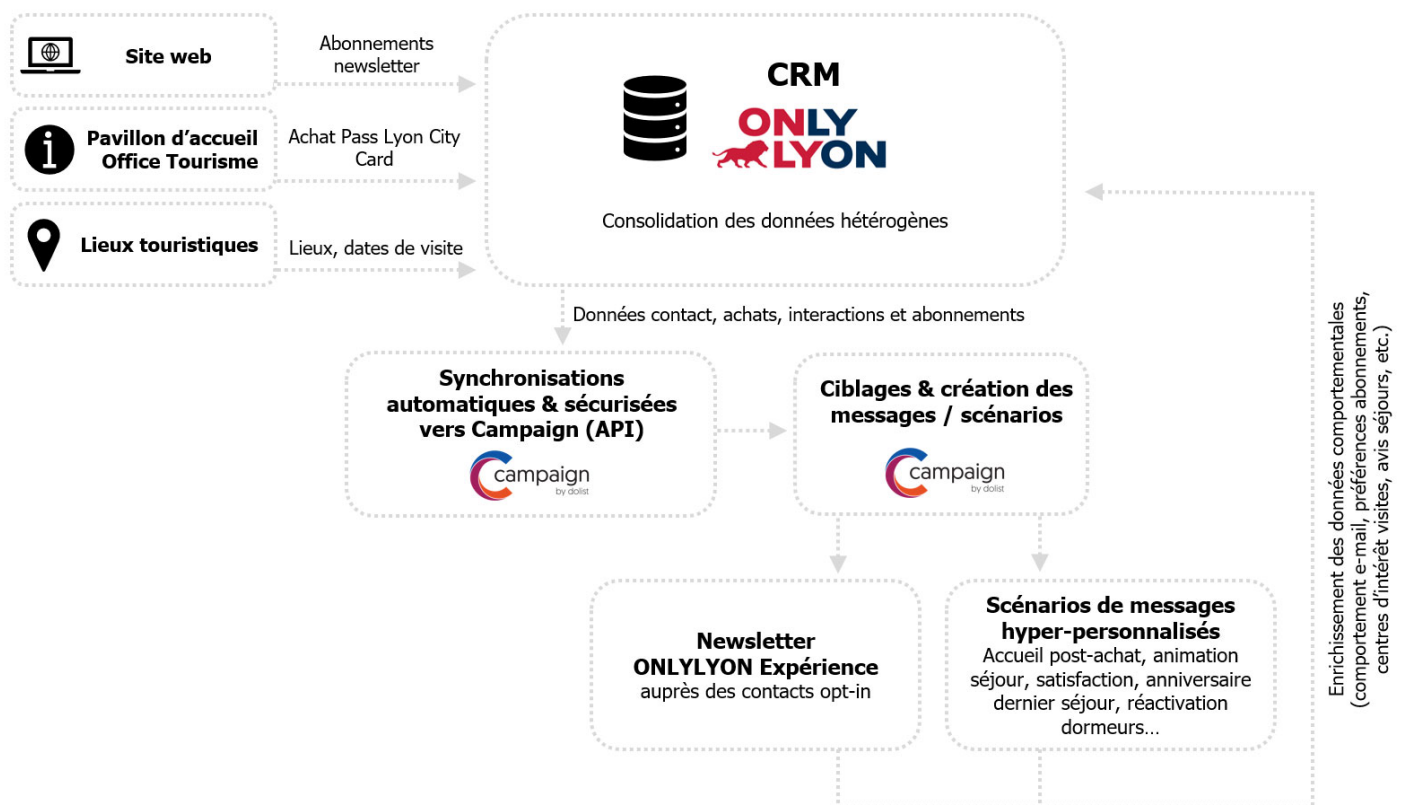 Site web
Abonnements
newsletter
Pavillon d'accueil
Office Tourisme
Achat Pass Lyon City
Card
Lieux touristiques
Lieux, dates de visite
CRM
ONLY
LYON
Consolidation des données hétérogènes
Données contact, achats, interactions et abonnements
Synchronisations
automatiques & sécurisées
vers Campaign (API)
campaign
by dolist
Ciblages & création des
messages / scénarios
campaign
by dolist
Newsletter
ONLYLYON Expérience
auprès des contacts opt-in
Scénarios de messages
hyper-personnalisés
Accueil post-achat, animation
séjour, satisfaction, anniversaire
dernier séjour, réactivation
dormeurs…
Enrichissement des données comportementales
(comportement e-mail, préférences abonnements,
centres d'intérêt visites, avis séjours, etc.)